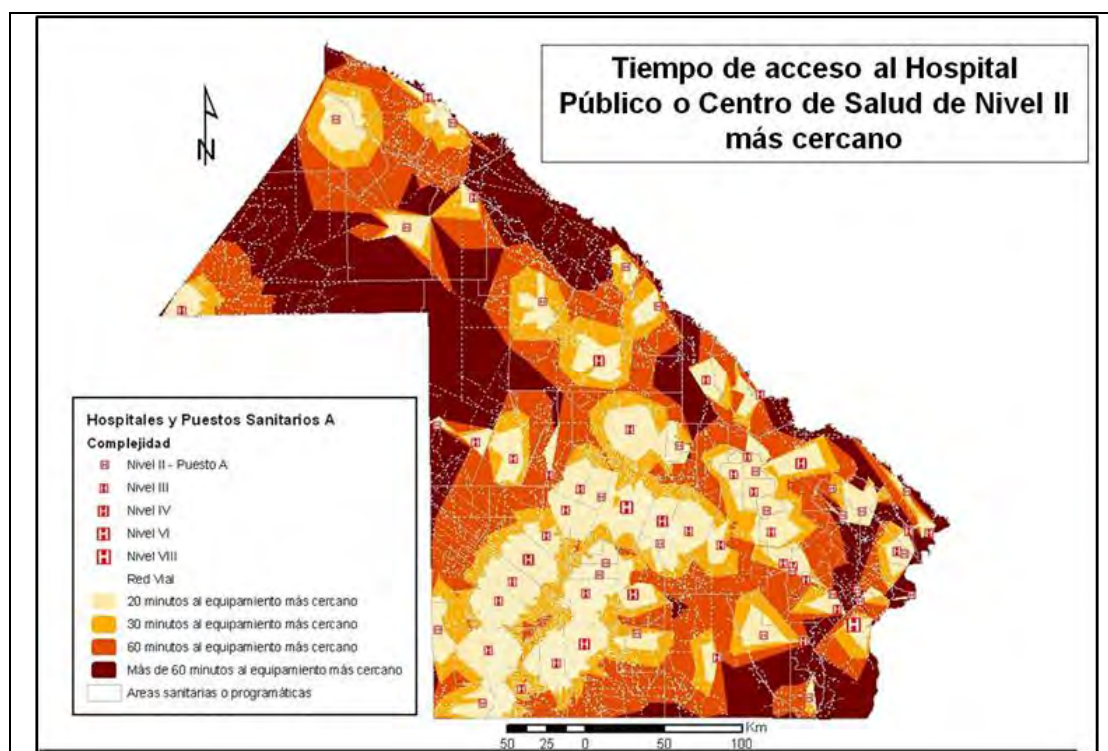 Tiempo de acceso al Hospital
Público o Centro de Salud de Nivel II
más cercano
N
Hospitales y Puestos Sanitarios A
Complejidad
Nivel II - Puesto A
Nivel III
Nivel IV
Nivel VI
Nivel VIII
Red Vial
20 minutos al equipamiento más cercano
30 minutos al equipamiento más cercano
60 minutos al equipamiento más cercano
Más de 60 minutos al equipamiento más cercano
Areas sanitarias o programáticas
Km
50 25 0 50 100